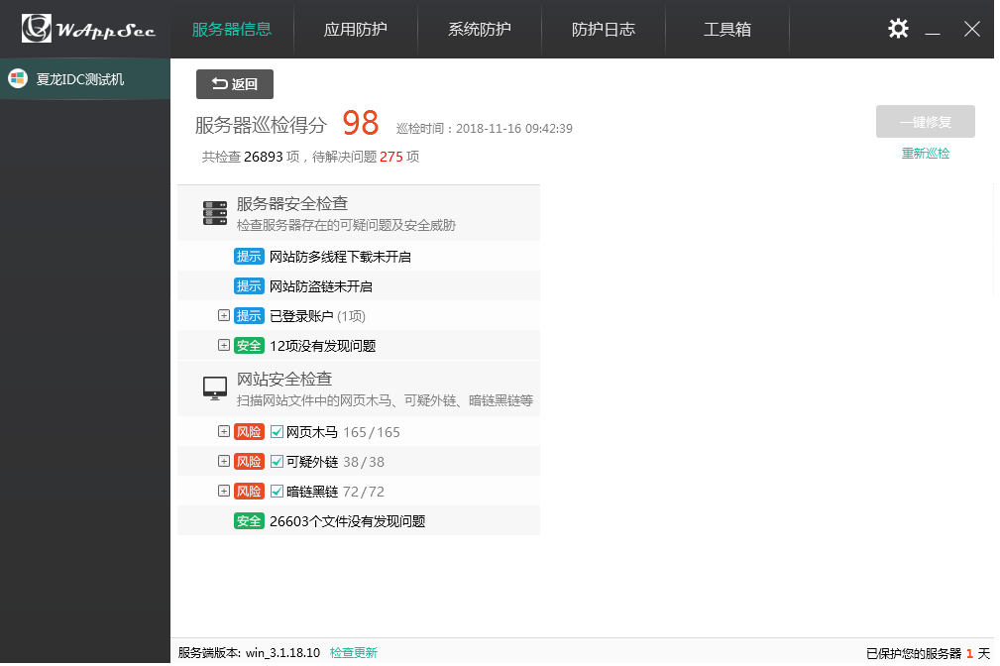 WAppSec 服务器信息 应用防护 系统防护 防护日志 工具箱
夏龙IDC测试机
返回
服务器巡检得分 98 巡检时间：2018-11-16 09:42:39
一键修复
共检查 26893 项，待解决问题 275 项
重新巡检
服务器安全检查
检查服务器存在的可疑问题及安全威胁
提示 网站防多线程下载未开启
提示 网站防盗链未开启
提示 已登录账户 (1项)
安全 12项没有发现问题
网站安全检查
扫描网站文件中的网页木马、可疑外链、暗链黑链等
风险 网页木马 165/165
风险 可疑外链 38/38
风险 暗链黑链 72/72
安全 26603个文件没有发现问题
服务端版本: win_3.1.18.10 检查更新 已保护您的服务器 1 天